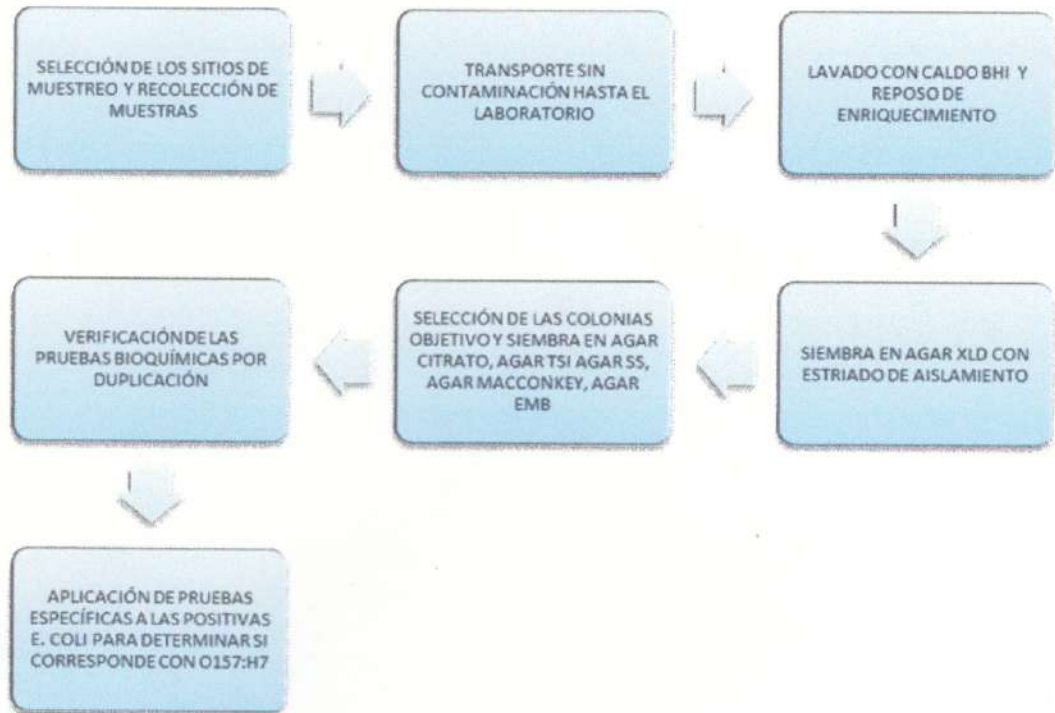 SELECCIÓN DE LOS SITIOS DE
MUESTREO Y RECOLECCIÓN DE
MUESTRAS
TRANSPORTE SIN
CONTAMINACIÓN HASTA EL
LABORATORIO
LAVADO CON CALDO BHI Y
REPOSO DE
ENRIQUECIMIENTO
SIEMBRA EN AGAR XLD CON
ESTRIADO DE AISLAMIENTO
SELECCIÓN DE LAS COLONIAS
OBJETIVO Y SIEMBRA EN AGAR
CITRATO, AGAR TSI AGAR SS,
AGAR MACCONKEY, AGAR
EMB
VERIFICACIÓN DE LAS
PRUEBAS BIOQUÍMICAS POR
DUPLICACIÓN
APLICACIÓN DE PRUEBAS
ESPECÍFICAS A LAS POSITIVAS
E. COLI PARA DETERMINAR SI
CORRESPONDE CON O157:H7